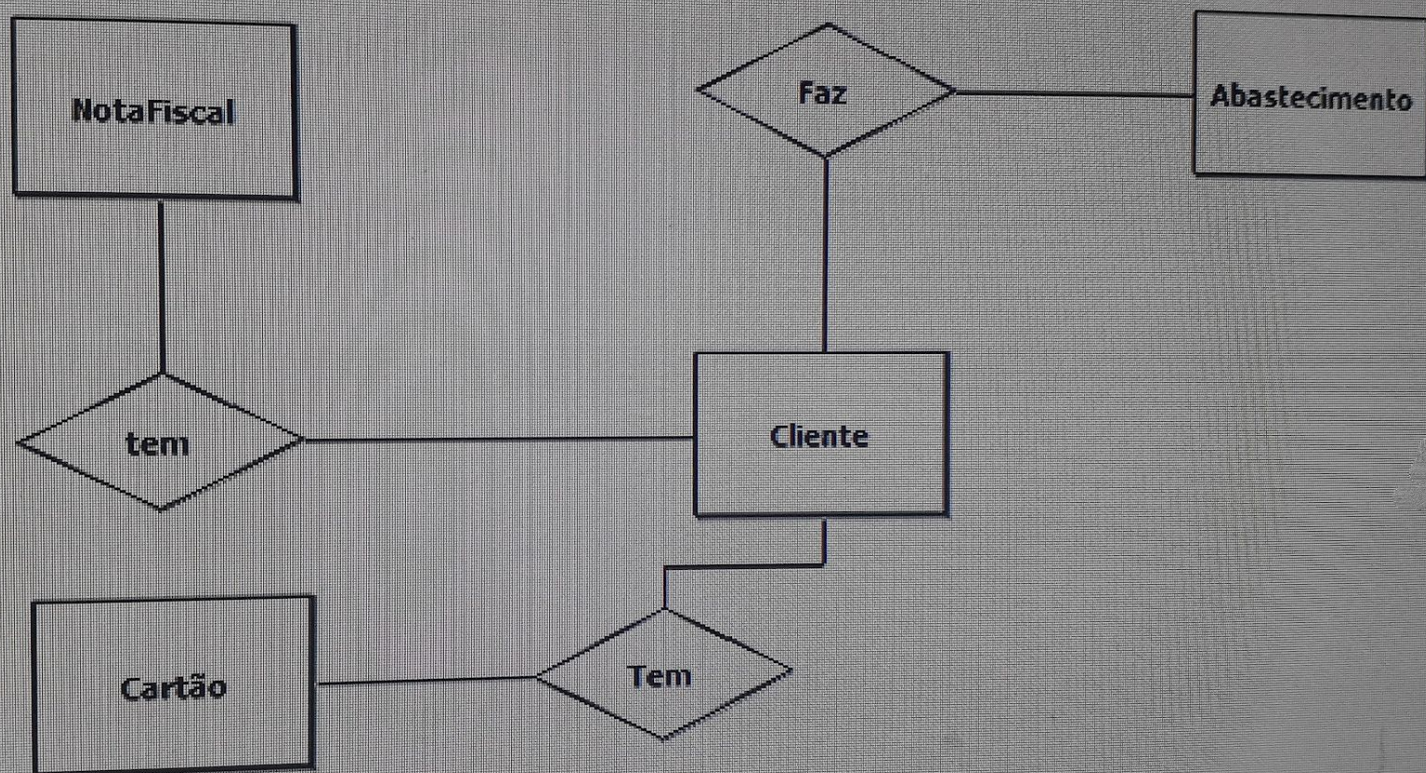 NotaFiscal
Faz
Abastecimento
tem
Cliente
Cartão
Tem